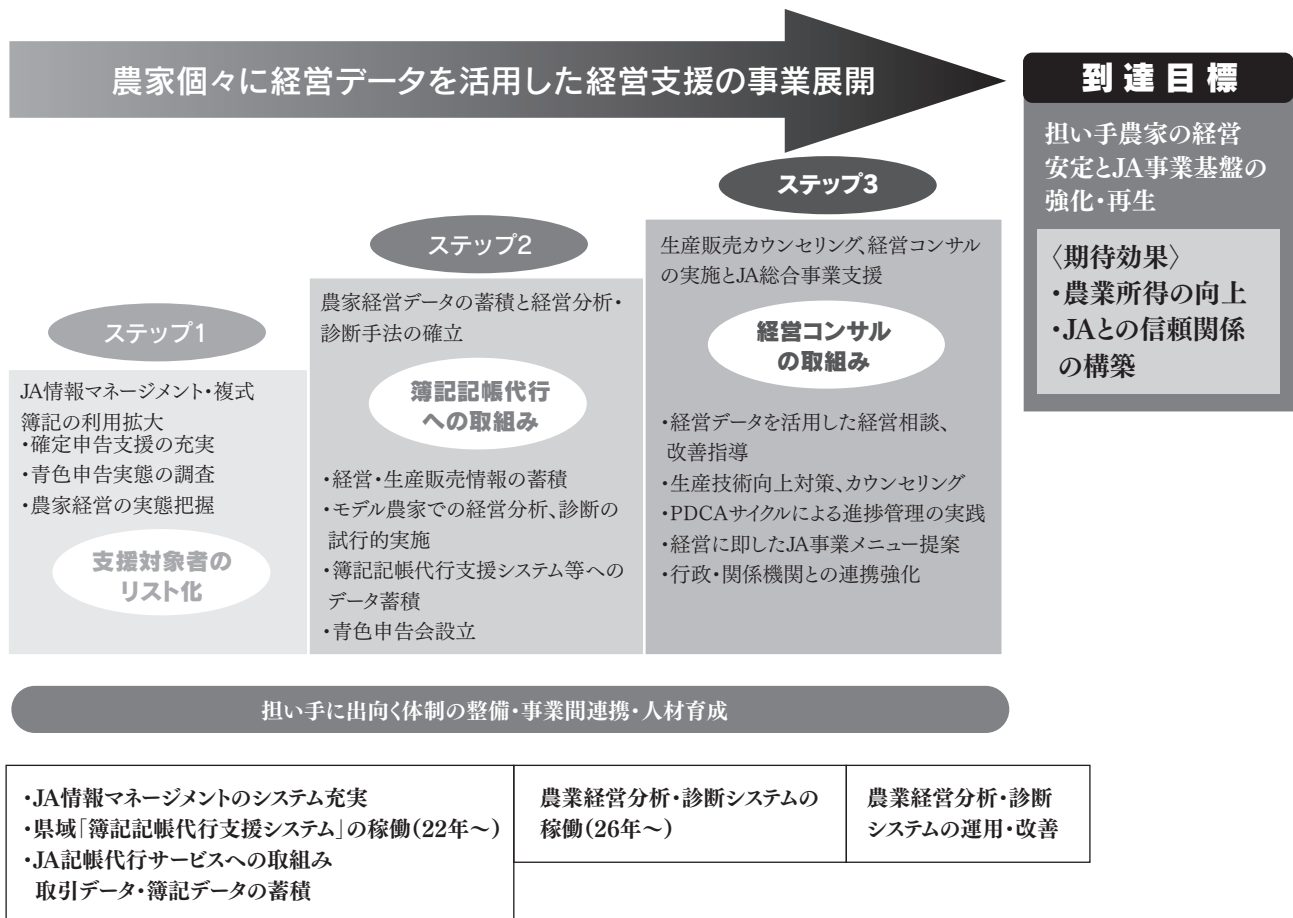 農家個々に経営データを活用した経営支援の事業展開
到達目標
担い手農家の経営
安定とJA事業基盤の
強化・再生
〈期待効果〉
・農業所得の向上
・JAとの信頼関係
の構築
ステップ1
JA情報マネージメント・複式
簿記の利用拡大
・確定申告支援の充実
・青色申告実態の調査
・農家経営の実態把握
支援対象者の
リスト化
ステップ2
農家経営データの蓄積と経営分析・
診断手法の確立
簿記記帳代行
への取組み
・経営・生産販売情報の蓄積
・モデル農家での経営分析、診断の
試行的実施
・簿記記帳代行支援システム等への
データ蓄積
・青色申告会設立
ステップ3
生産販売カウンセリング、経営コンサル
の実施とJA総合事業支援
経営コンサル
の取組み
・経営データを活用した経営相談、
改善指導
・生産技術向上対策、カウンセリング
・PDCAサイクルによる進捗管理の実践
・経営に即したJA事業メニュー提案
・行政・関係機関との連携強化
担い手に出向く体制の整備・事業間連携・人材育成
・JA情報マネージメントのシステム充実
・県域「簿記記帳代行支援システム」の稼働(22年～)
・JA記帳代行サービスへの取組み
取引データ・簿記データの蓄積
農業経営分析・診断システムの
稼働(26年～)
農業経営分析・診断
システムの運用・改善